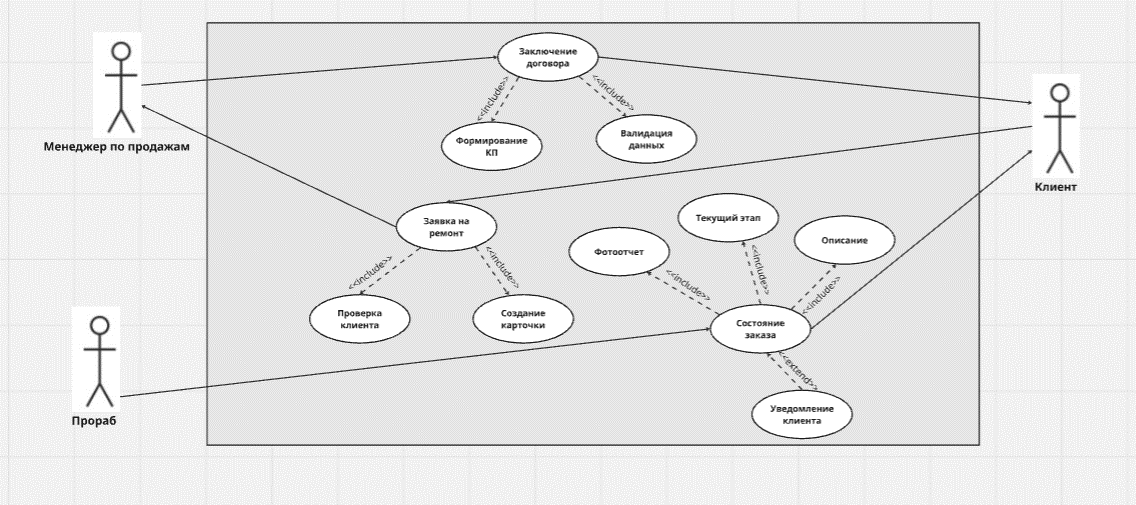 Заключение
договора
<<include>>
<<include>>
Формирование
КП
Валидация
данных
Менеджер по продажам
Клиент
Заявка на
ремонт
Текущий этап
Фотоотчет
Описание
<<include>>
<<include>>
<<include>>
<<include>>
<<include>>
Проверка
клиента
Создание
карточки
Состояние
заказа
<<extend>>
Прораб
Уведомление
клиента